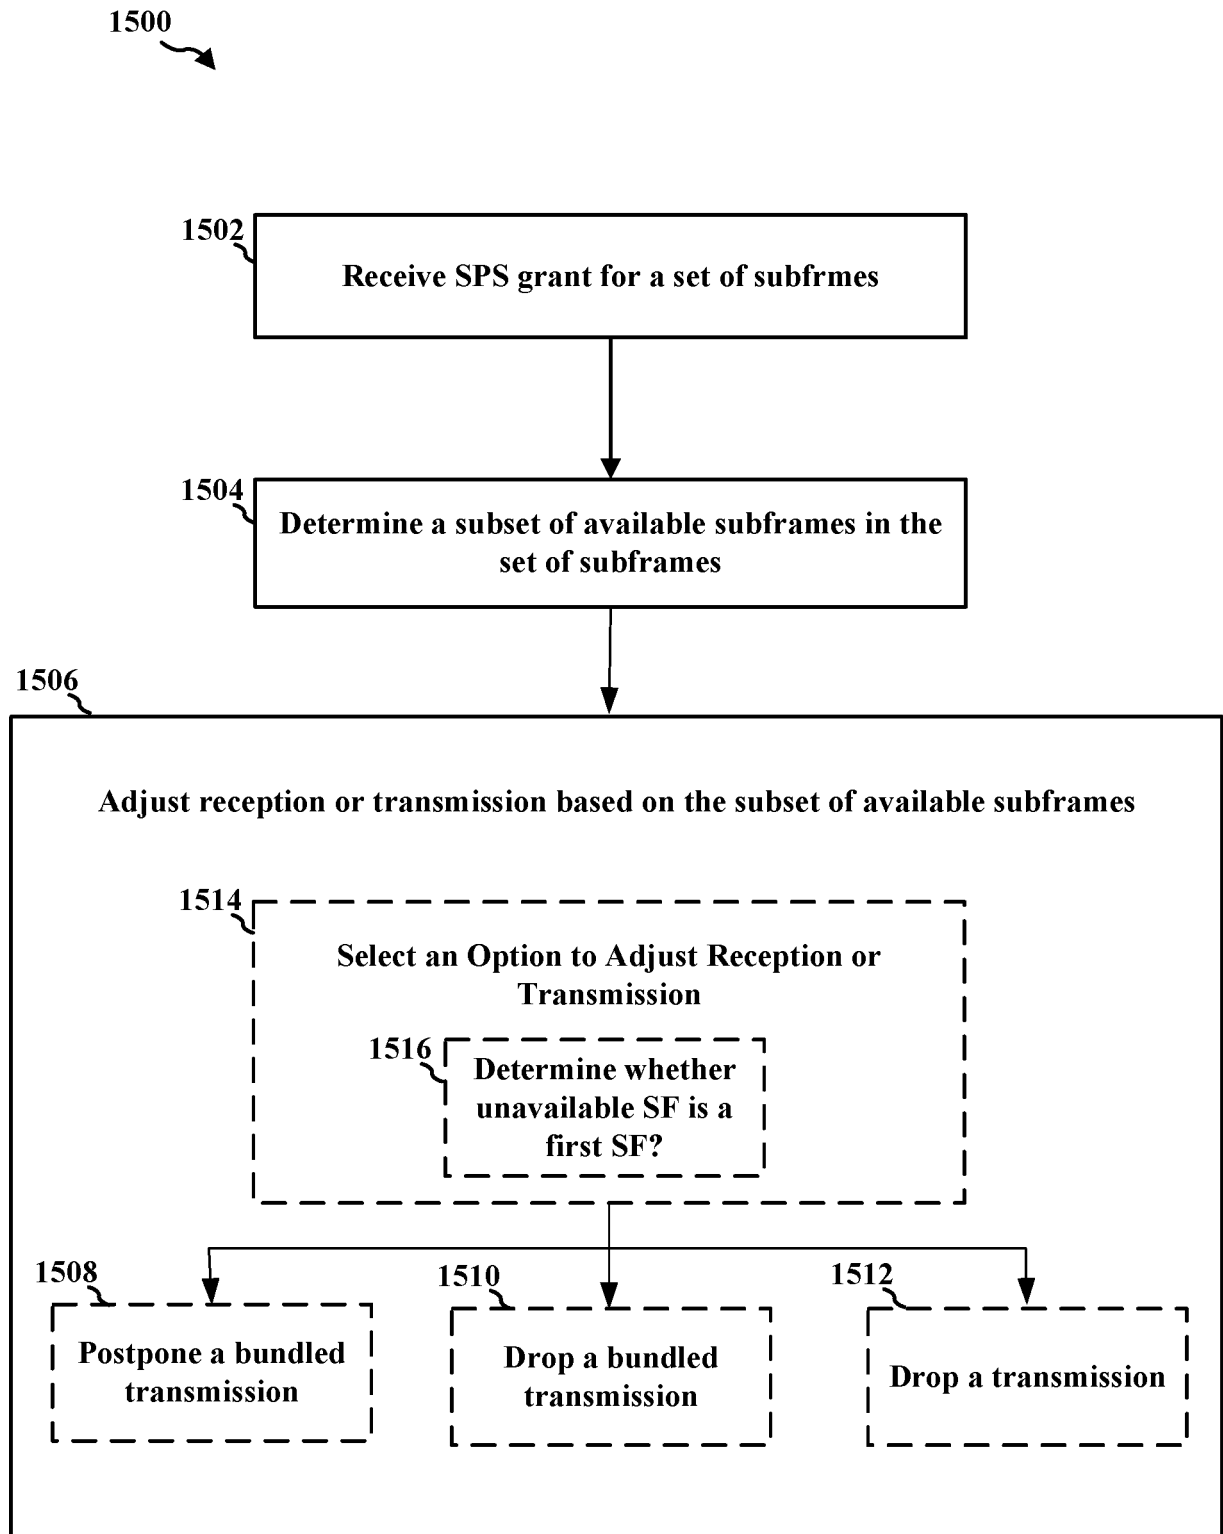 1500
1502
Receive SPS grant for a set of subfrmes
1504
Determine a subset of available subframes in the
set of subframes
1506
Adjust reception or transmission based on the subset of available subframes
1514
Select an Option to Adjust Reception or
Transmission
1516
Determine whether
unavailable SF is a
first SF?
1508
Postpone a bundled
transmission
1510
Drop a bundled
transmission
1512
Drop a transmission